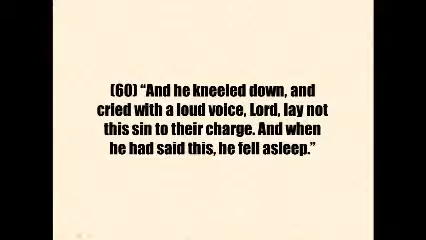 (60) “And he kneeled down, and
cried with a loud voice, Lord, lay not
this sin to their charge. And when
he had said this, he fell asleep.”